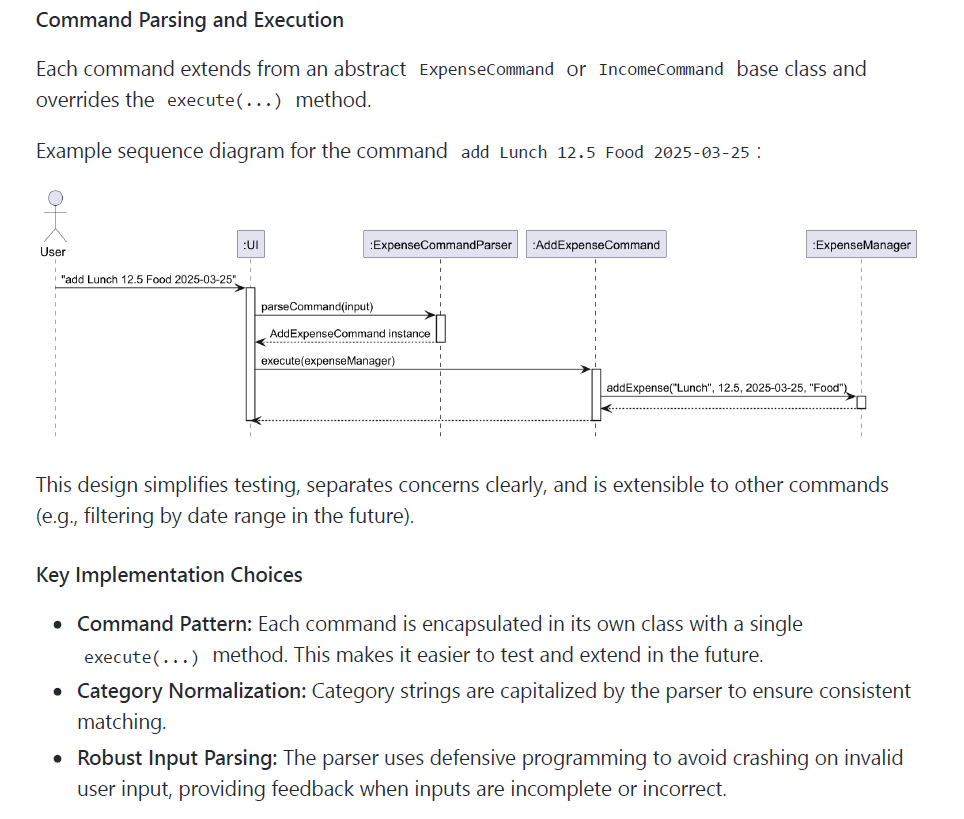 Command Parsing and Execution
Each command extends from an abstract ExpenseCommand or IncomeCommand base class and
overrides the execute(...) method.
Example sequence diagram for the command add Lunch 12.5 Food 2025-03-25 :
User
:UI
:ExpenseCommandParser
:AddExpenseCommand
:ExpenseManager
"add Lunch 12.5 Food 2025-03-25"
parseCommand(input)
AddExpenseCommand instance
execute(expenseManager)
addExpense("Lunch", 12.5, 2025-03-25, "Food")
This design simplifies testing, separates concerns clearly, and is extensible to other commands
(e.g., filtering by date range in the future).
Key Implementation Choices
• Command Pattern: Each command is encapsulated in its own class with a single
execute(...) method. This makes it easier to test and extend in the future.
• Category Normalization: Category strings are capitalized by the parser to ensure consistent
matching.
• Robust Input Parsing: The parser uses defensive programming to avoid crashing on invalid
user input, providing feedback when inputs are incomplete or incorrect.